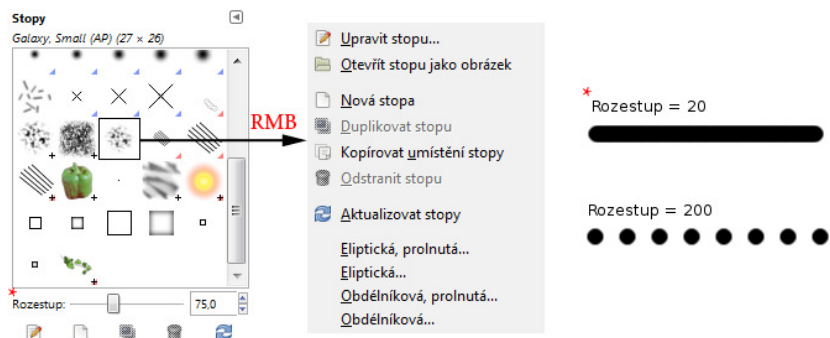 Stopy
Galaxy, Small (AP) (27 × 26)
Rozestup: 75,0
RMB
Upravit stopu...
Otevřít stopu jako obrázek
Nová stopa
Duplikovat stopu
Kopírovat umístění stopy
Odstranit stopu
Aktualizovat stopy
Eliptická, prolnutá...
Eliptická...
Obdélníková, prolnutá...
Obdélníková...
* Rozestup = 20
Rozestup = 200